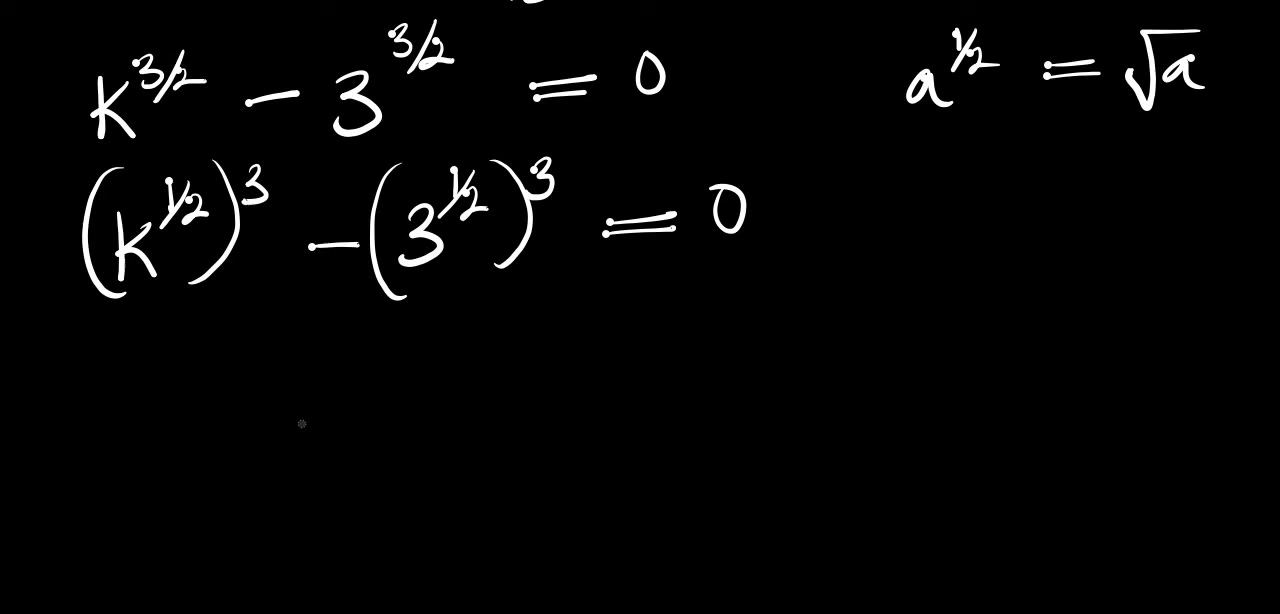 k^{3/2} - 3^{3/2} = 0
a^{1/2} = √a
(k^{1/2})^3 - (3^{1/2})^3 = 0